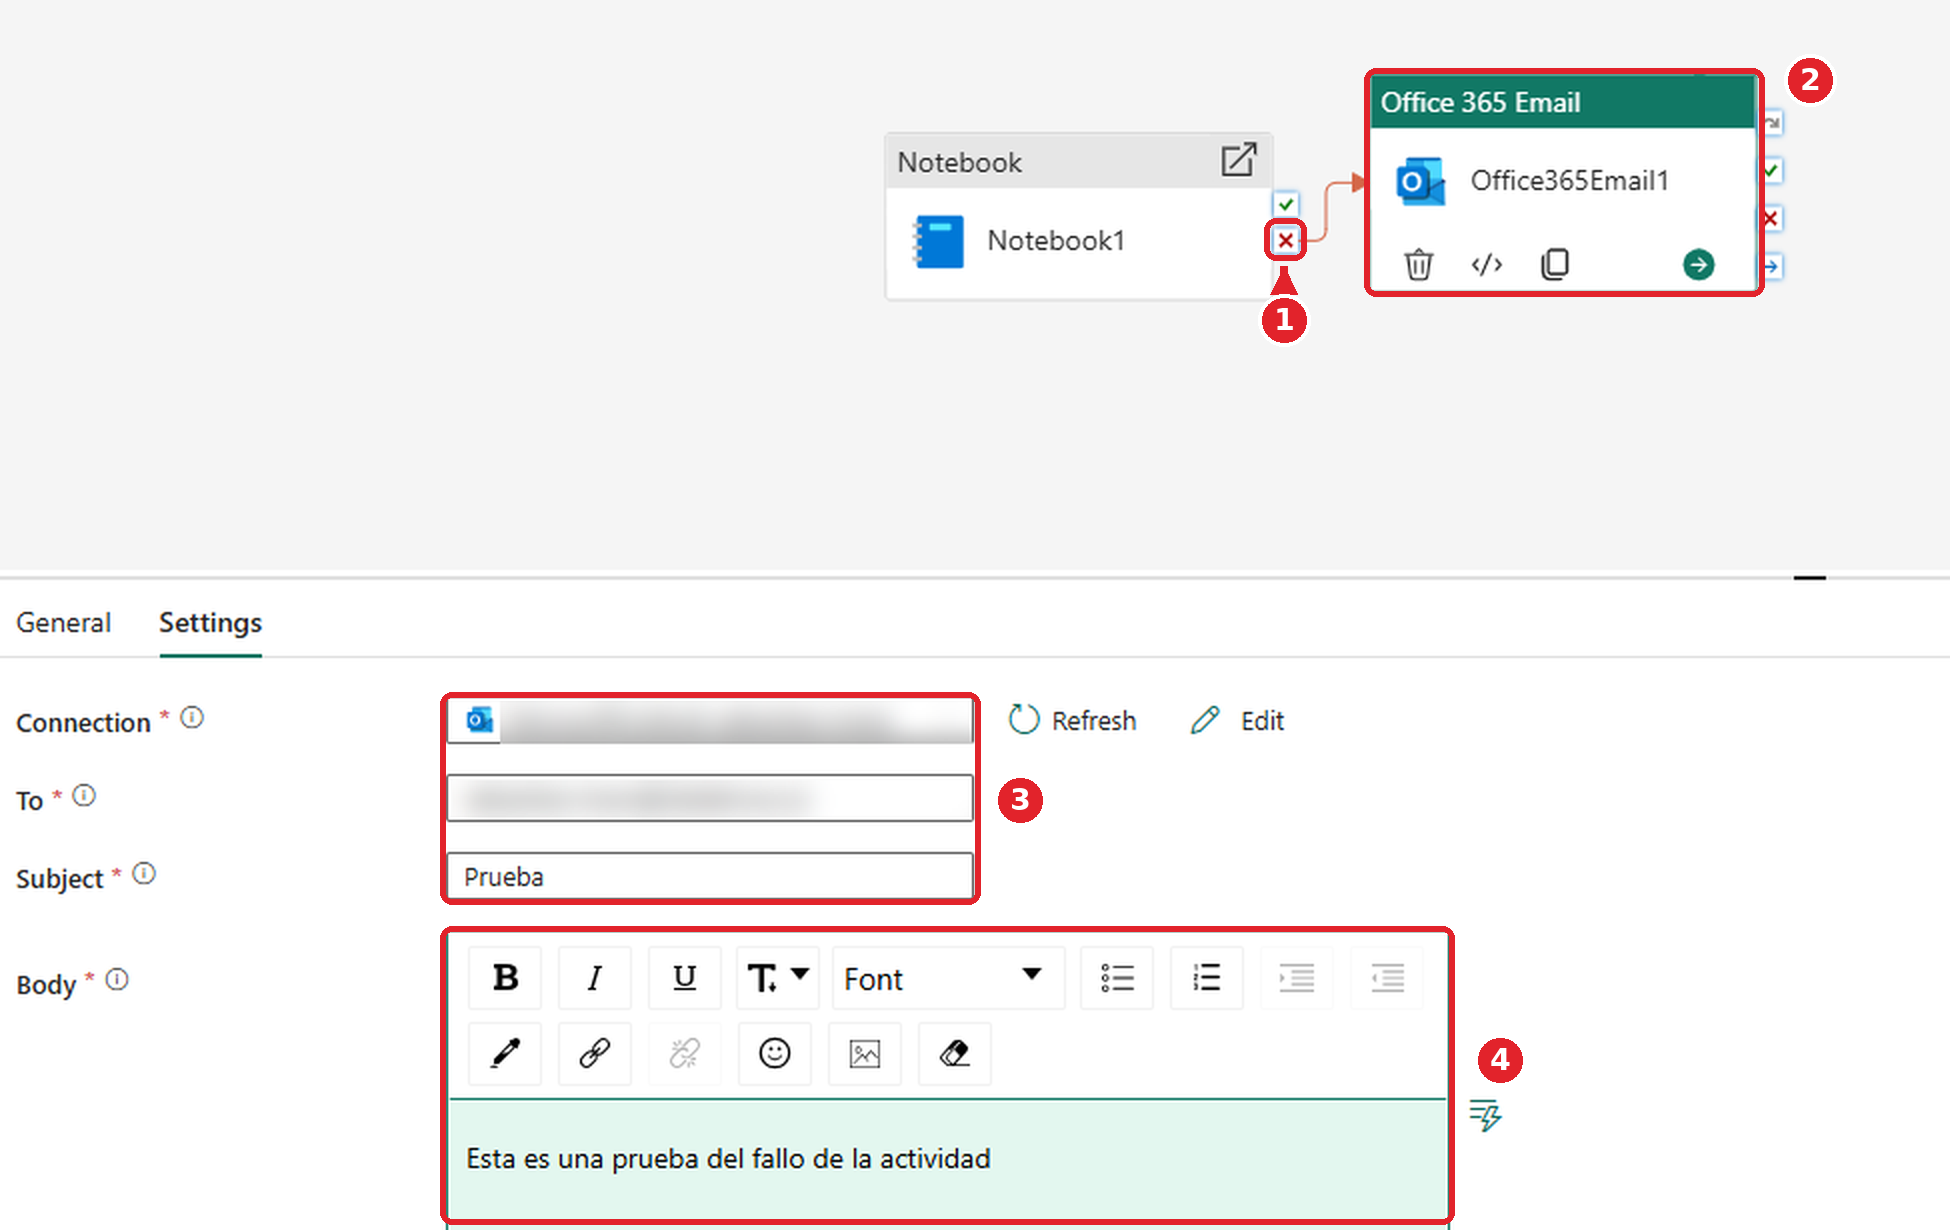 Office 365 Email
2
Notebook
Office365Email1
Notebook1
1
General
Settings
Connection *
Refresh
Edit
To *
3
Subject *
Prueba
Body *
B
I
U
T
Font
4
Esta es una prueba del fallo de la actividad